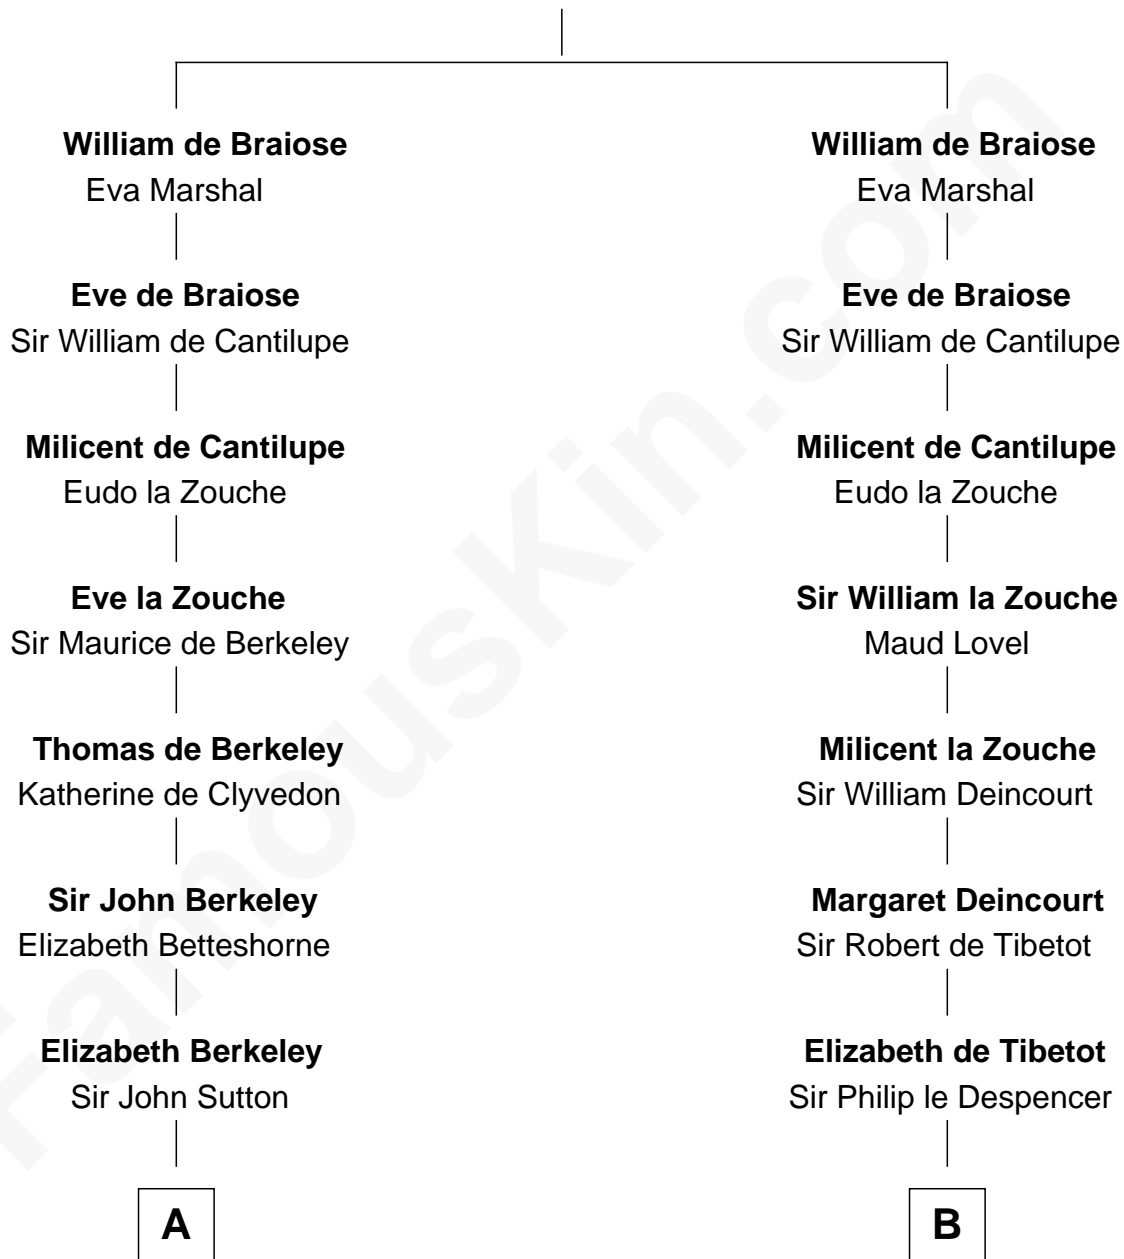 William de Braiose
Eva Marshal
Eve de Braiose
Sir William de Cantilupe
Milicent de Cantilupe
Eudo la Zouche
Eve la Zouche
Sir Maurice de Berkeley
Thomas de Berkeley
Katherine de Clyvedon
Sir John Berkeley
Elizabeth Betteshorne
Elizabeth Berkeley
Sir John Sutton
A
William de Braiose
Eva Marshal
Eve de Braiose
Sir William de Cantilupe
Milicent de Cantilupe
Eudo la Zouche
Sir William la Zouche
Maud Lovel
Milicent la Zouche
Sir William Deincourt
Margaret Deincourt
Sir Robert de Tibetot
Elizabeth de Tibetot
Sir Philip le Despencer
B
FamousKin.com